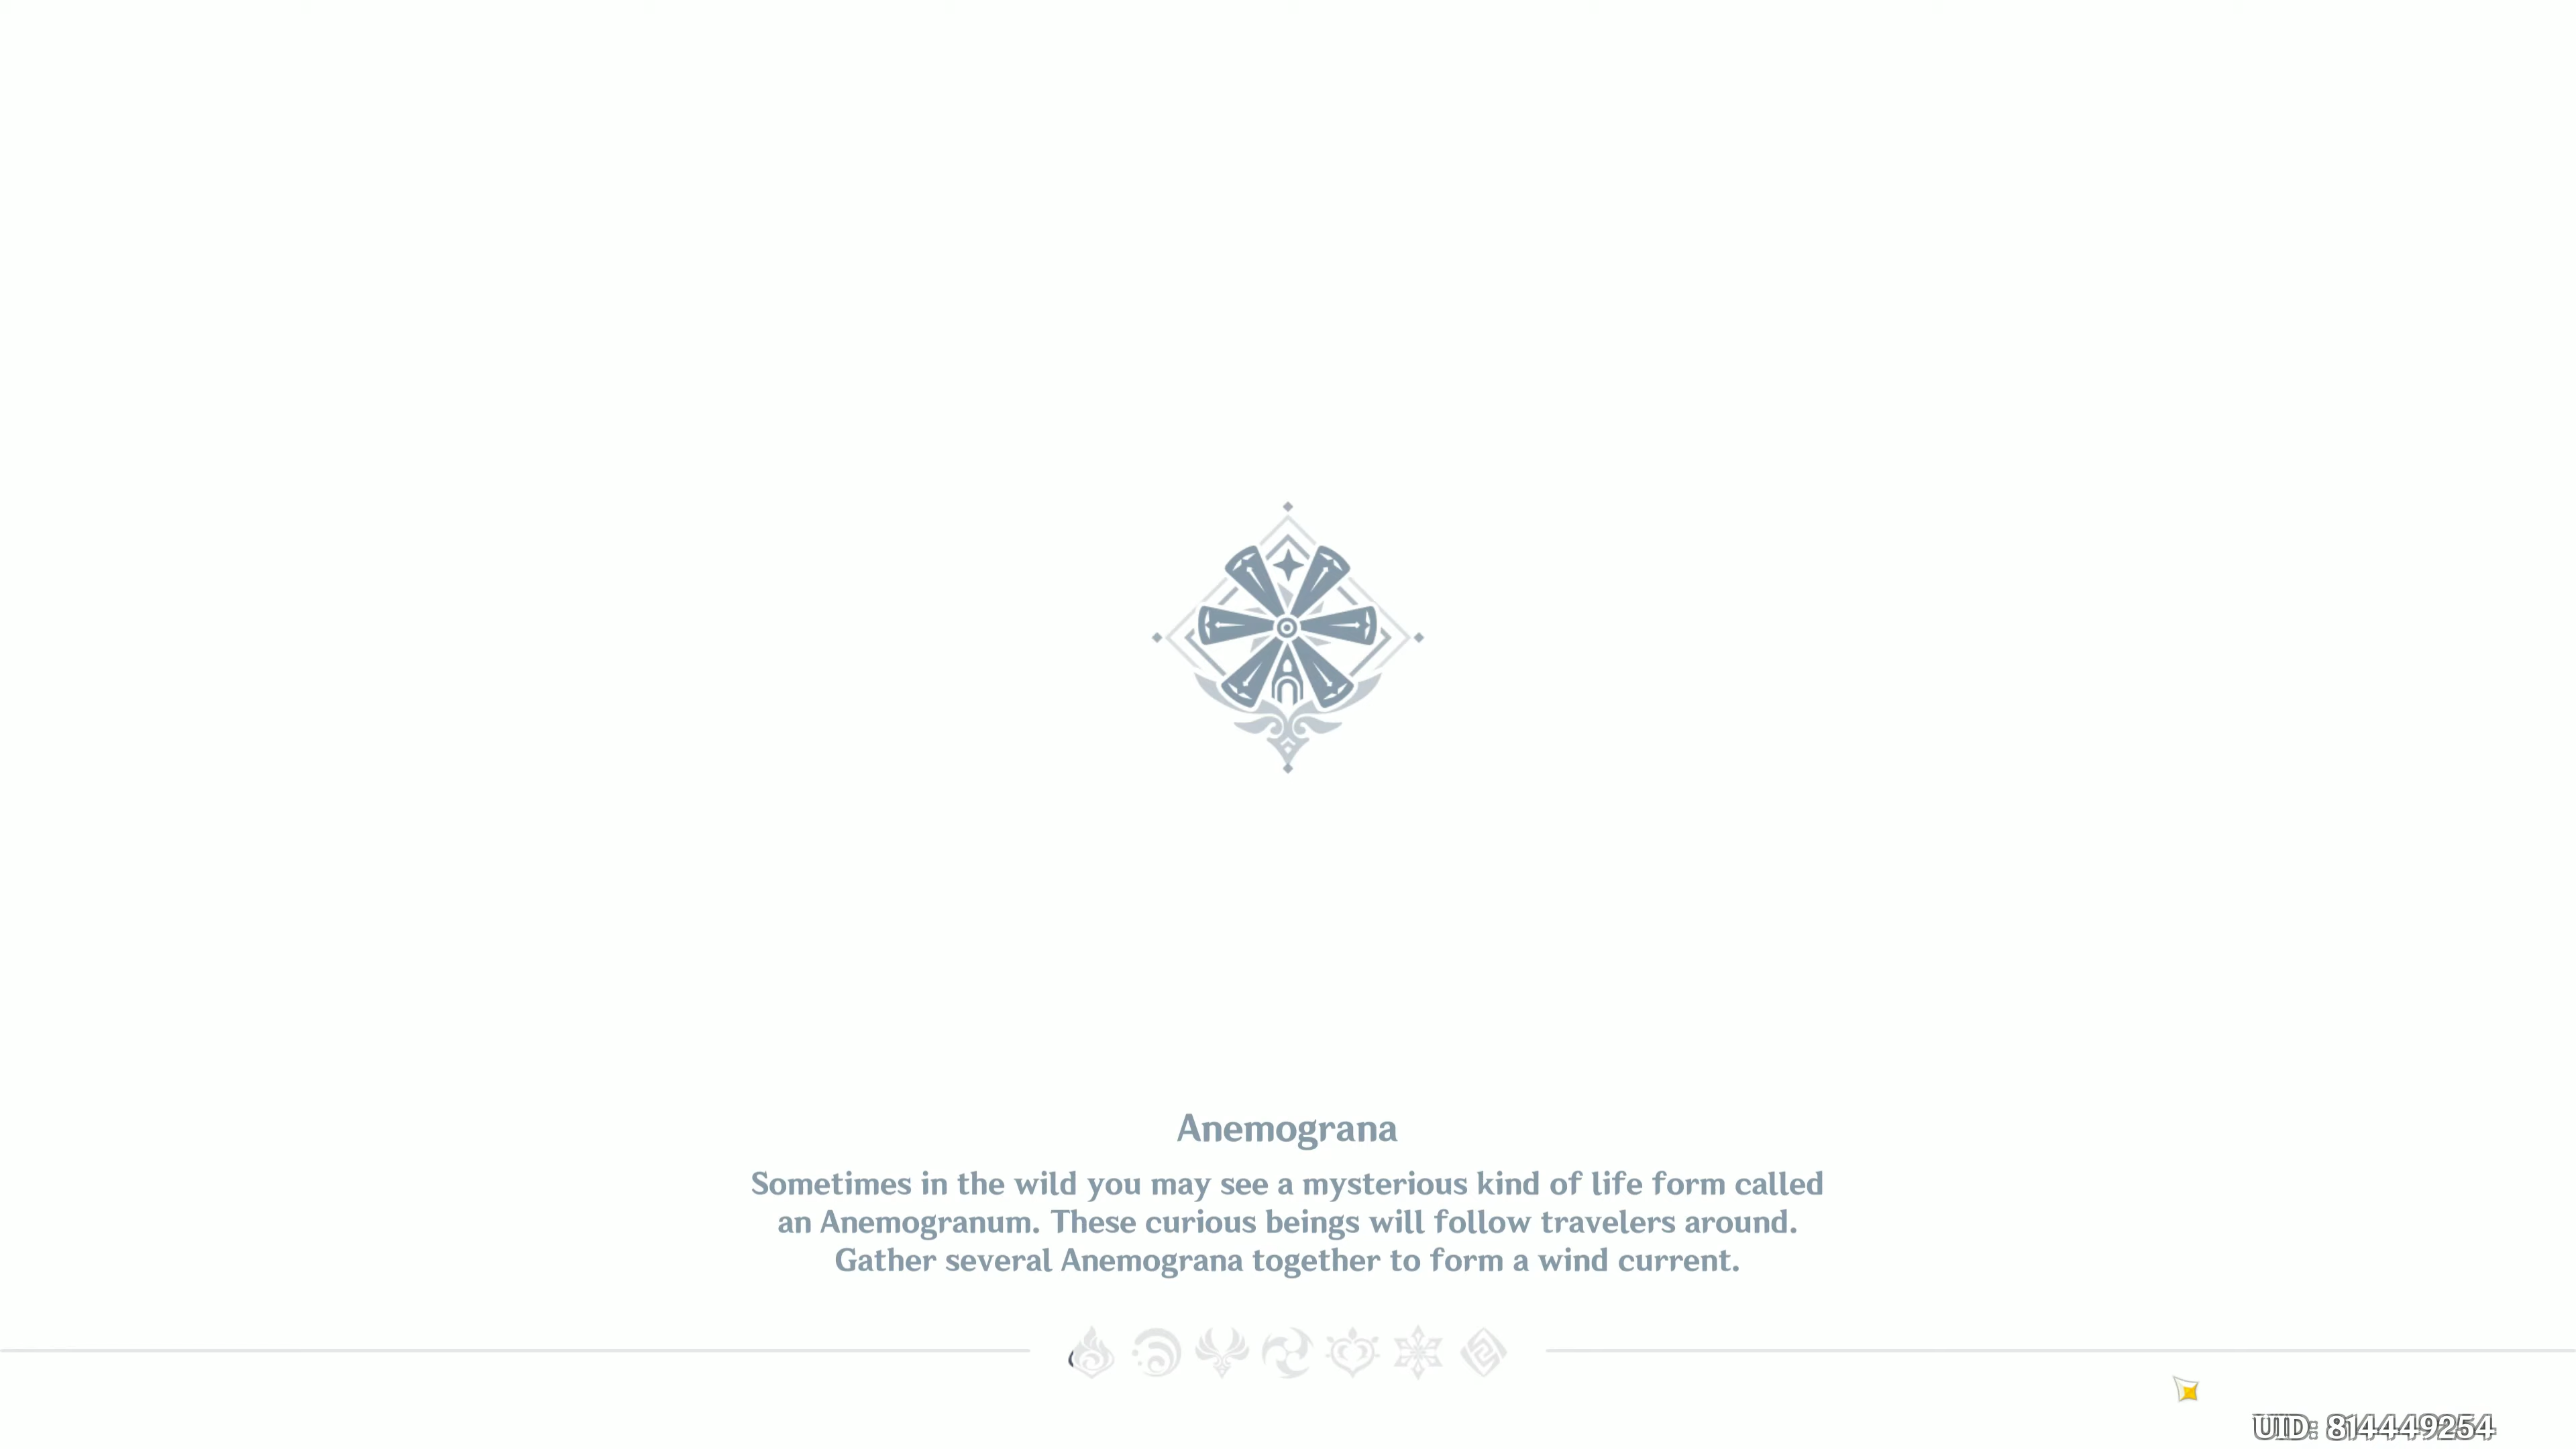 Anemograna
Sometimes in the wild you may see a mysterious kind of life form called
an Anemogranum. These curious beings will follow travelers around.
Gather several Anemograna together to form a wind current.
UID: 814449254